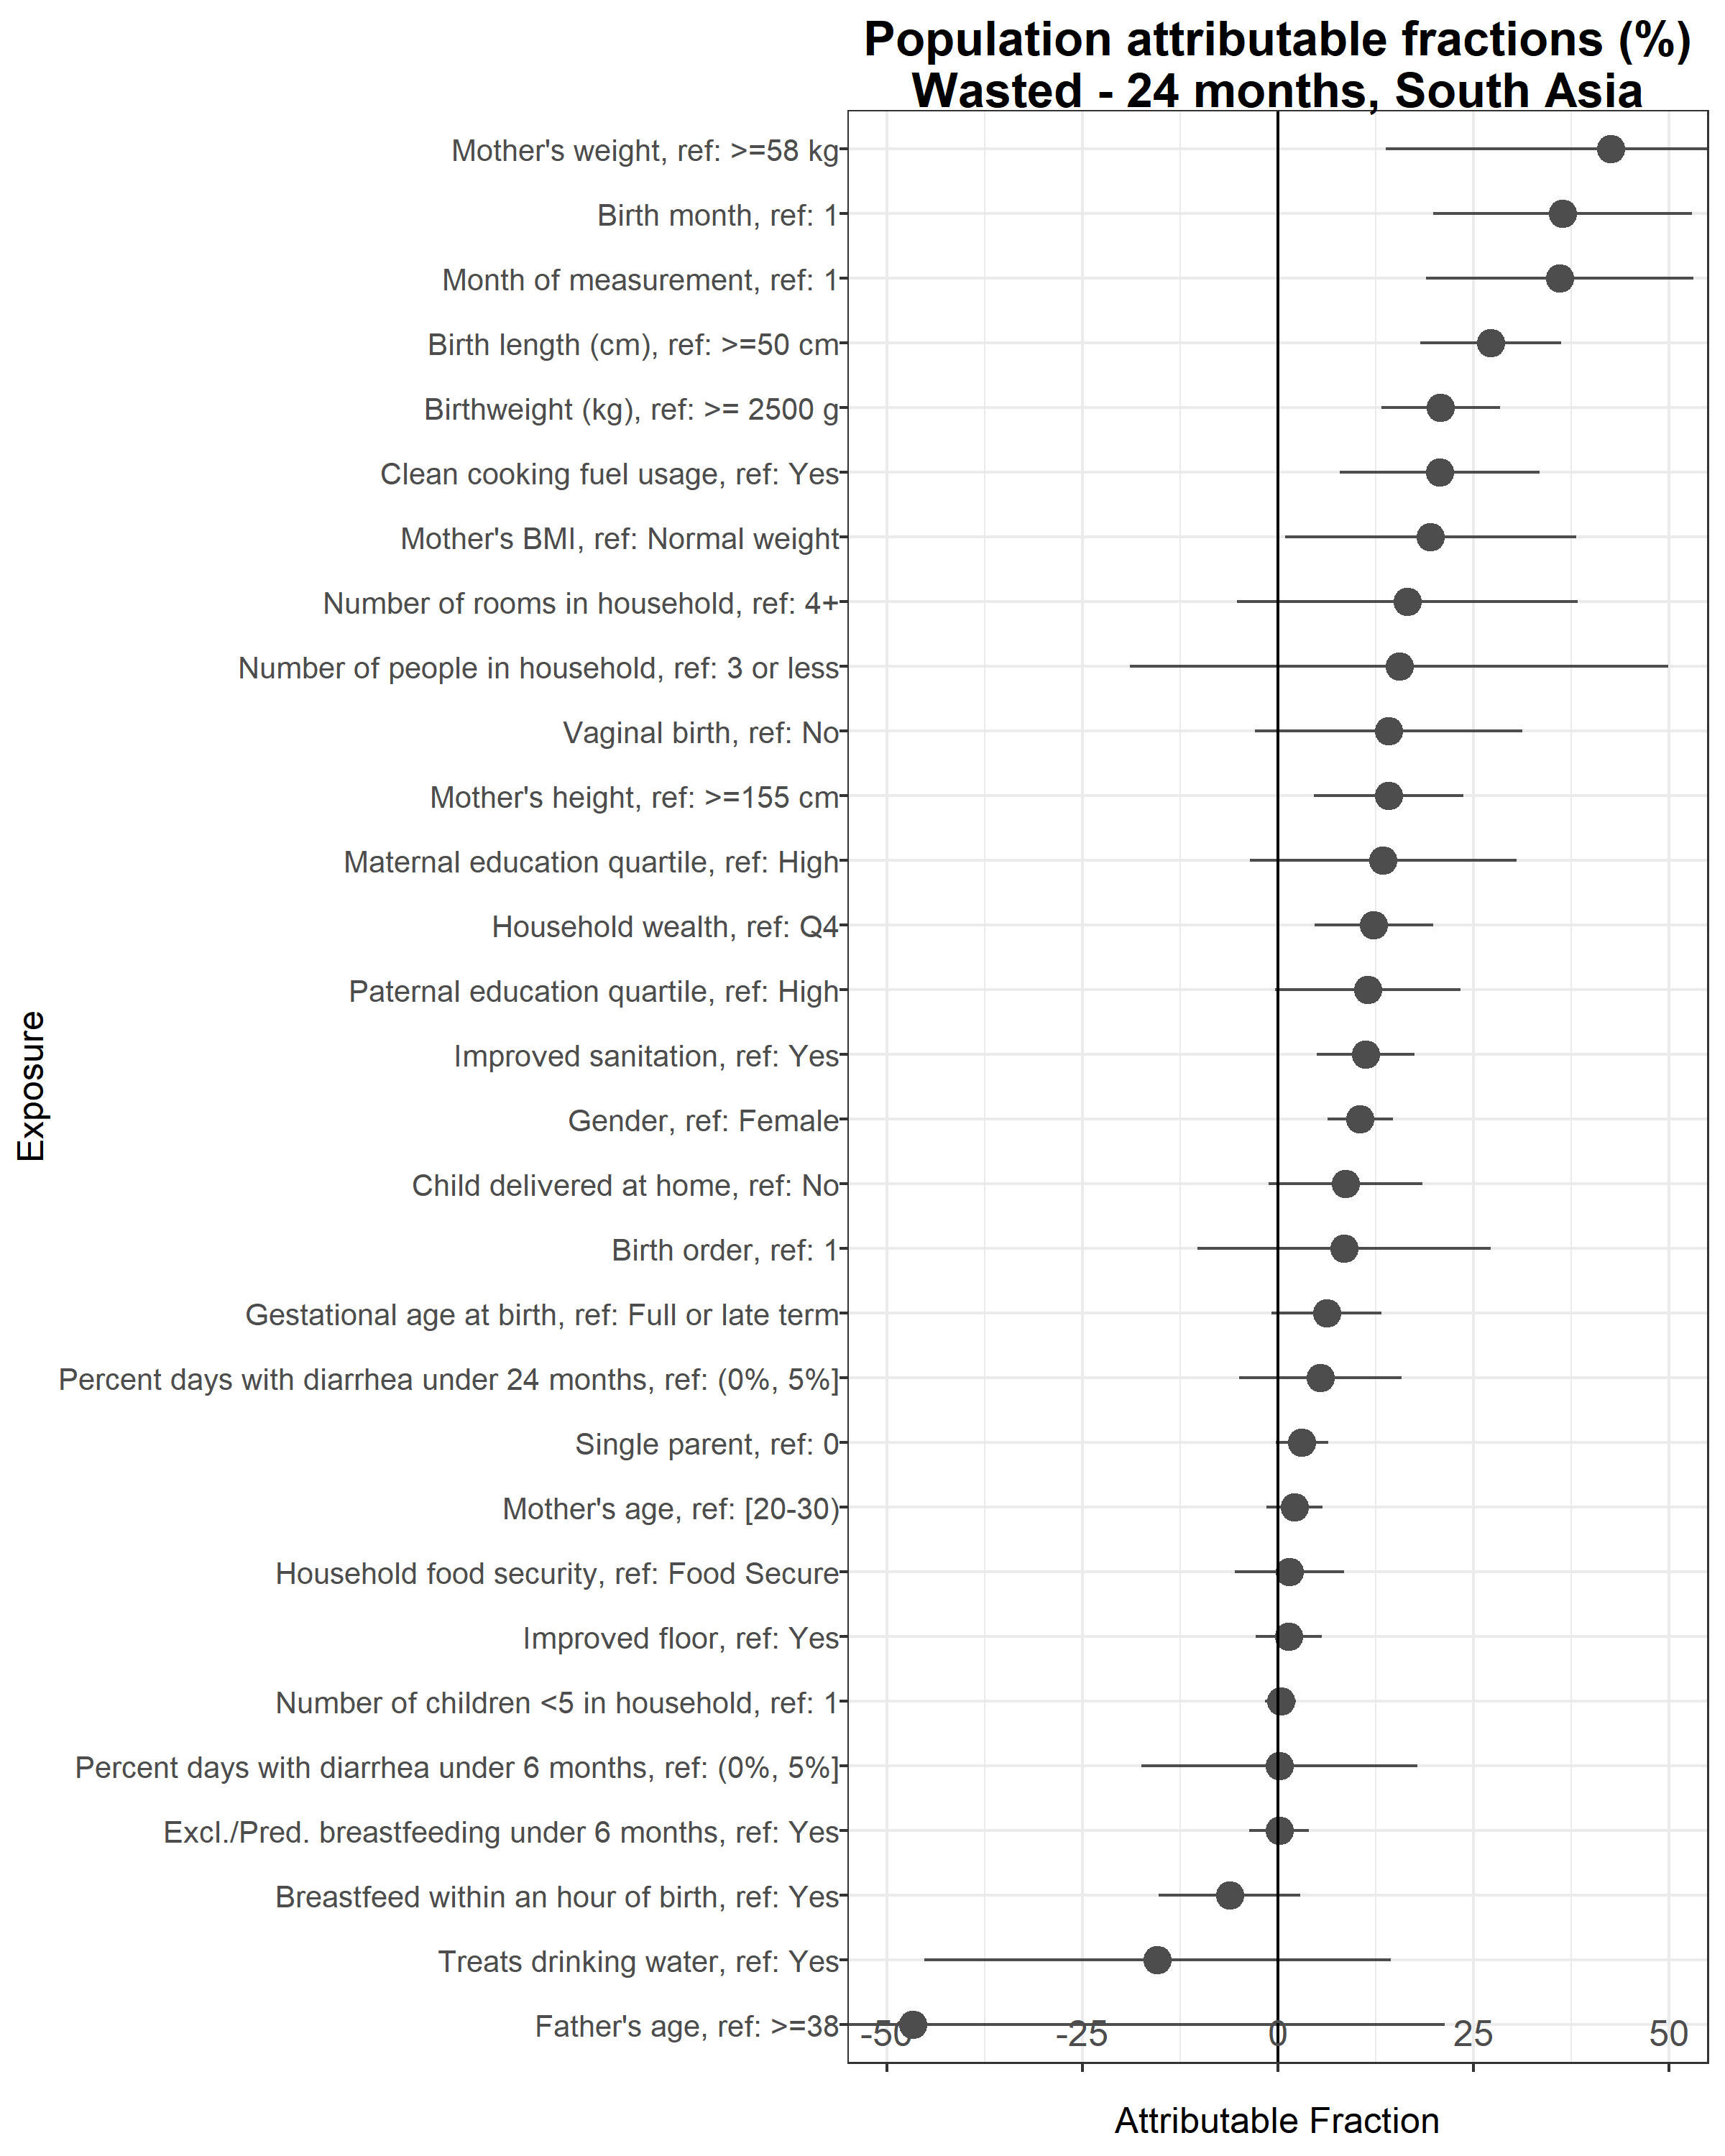 Population attributable fractions (%)
Wasted - 24 months, South Asia
Mother's weight, ref: >=58 kg
Birth month, ref: 1
Month of measurement, ref: 1
Birth length (cm), ref: >=50 cm
Birthweight (kg), ref: >= 2500 g
Clean cooking fuel usage, ref: Yes
Mother's BMI, ref: Normal weight
Number of rooms in household, ref: 4+
Number of people in household, ref: 3 or less
Vaginal birth, ref: No
Mother's height, ref: >=155 cm
Maternal education quartile, ref: High
Household wealth, ref: Q4
Paternal education quartile, ref: High
Improved sanitation, ref: Yes
Gender, ref: Female
Child delivered at home, ref: No
Birth order, ref: 1
Gestational age at birth, ref: Full or late term
Percent days with diarrhea under 24 months, ref: (0%, 5%]
Single parent, ref: 0
Mother's age, ref: [20-30)
Household food security, ref: Food Secure
Improved floor, ref: Yes
Number of children <5 in household, ref: 1
Percent days with diarrhea under 6 months, ref: (0%, 5%]
Excl./Pred. breastfeeding under 6 months, ref: Yes
Breastfeed within an hour of birth, ref: Yes
Treats drinking water, ref: Yes
Father's age, ref: >=38
Exposure
-50 -25 0 25 50
Attributable Fraction